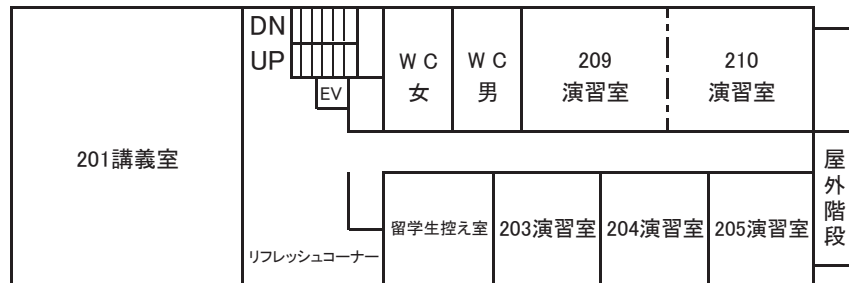 DN
UP
EV
ＷＣ
女
ＷＣ
男
209
演習室
210
演習室
201講義室
屋外階段
留学生控え室
203演習室
204演習室
205演習室
リフレッシュコーナー